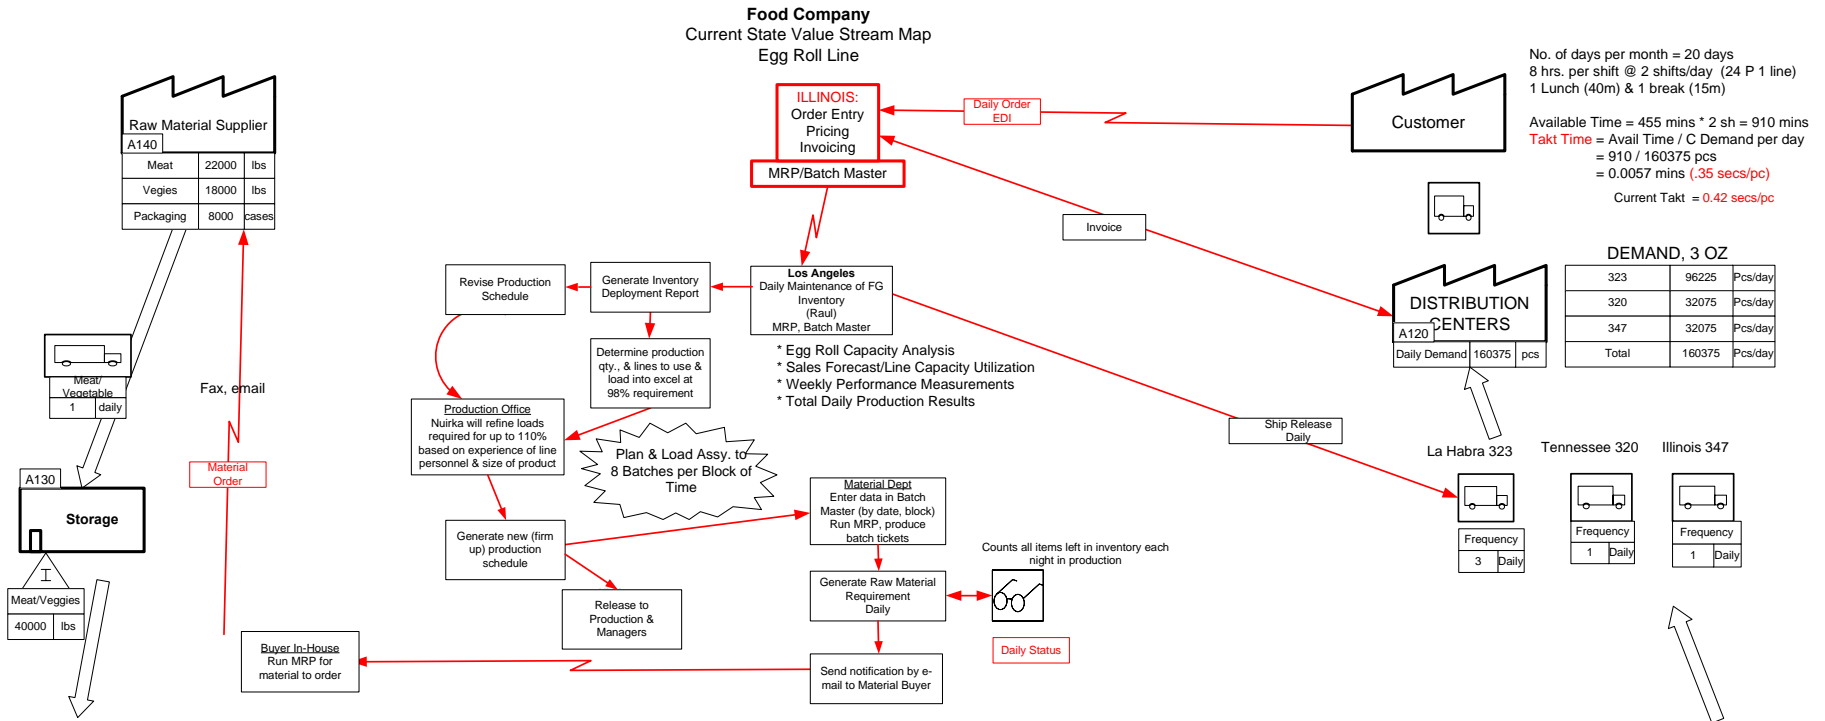 Food Company
Current State Value Stream Map
Egg Roll Line
No. of days per month = 20 days
8 hrs. per shift @ 2 shifts/day  (24 P 1 line)
1 Lunch (40m) & 1 break (15m)
Available Time = 455 mins * 2 sh = 910 mins
Takt Time = Avail Time / C Demand per day
= 910 / 160375 pcs
= 0.0057 mins (.35 secs/pc)
Current Takt  = 0.42 secs/pc
Raw Material Supplier
A140
Meat 22000 lbs
Vegies 18000 lbs
Packaging 8000 cases
ILLINOIS:
Order Entry
Pricing
Invoicing
MRP/Batch Master
Daily Order
EDI
Customer
Invoice
DEMAND, 3 OZ
323 96225 Pcs/day
320 32075 Pcs/day
347 32075 Pcs/day
Total 160375 Pcs/day
DISTRIBUTION
CENTERS
A120
Daily Demand 160375 pcs
Revise Production
Schedule
Generate Inventory
Deployment Report
Los Angeles
Daily Maintenance of FG
Inventory
(Raul)
MRP, Batch Master
* Egg Roll Capacity Analysis
* Sales Forecast/Line Capacity Utilization
* Weekly Performance Measurements
* Total Daily Production Results
Determine production
qty., & lines to use &
load into excel at
98% requirement
Meat/
Vegetable
1 daily
Fax, email
Production Office
Nuirka will refine loads
required for up to 110%
based on experience of line
personnel & size of product
Plan & Load Assy. to
8 Batches per Block of
Time
Ship Release
Daily
La Habra 323
Tennessee 320
Illinois 347
Frequency
3 Daily
Frequency
1 Daily
Frequency
1 Daily
Material
Order
A130
Storage
I
Meat/Veggies
40000 lbs
Generate new (firm
up) production
schedule
Material Dept
Enter data in Batch
Master (by date, block)
Run MRP, produce
batch tickets
Counts all items left in inventory each
night in production
Generate Raw Material
Requirement
Daily
Release to
Production &
Managers
Daily Status
Buyer In-House
Run MRP for
material to order
Send notification by e-
mail to Material Buyer